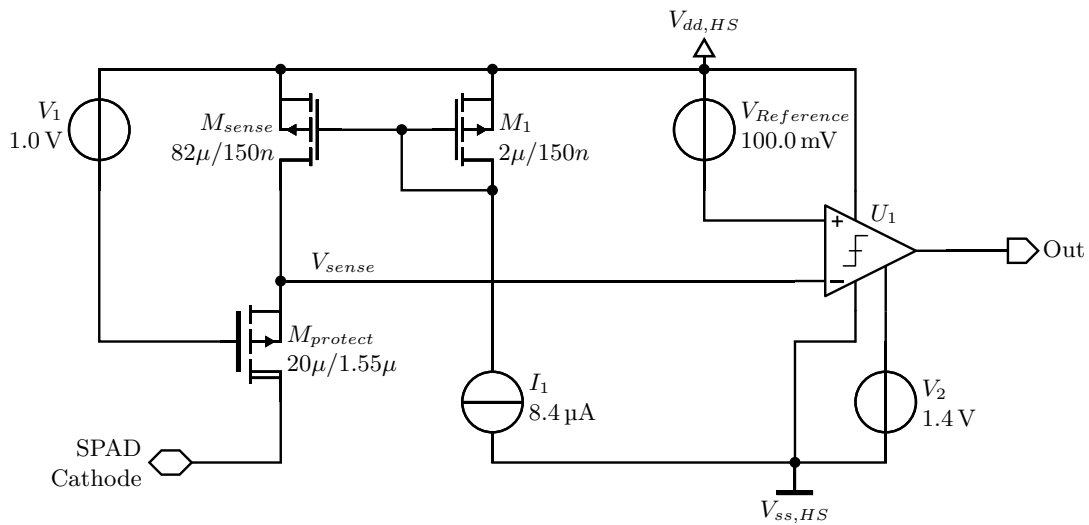 V_{dd,HS}
V_1
1.0 V
M_{sense}
82μ/150n
M_1
2μ/150n
V_{Reference}
100.0 mV
+
U_1
Out
V_{sense}
−
M_{protect}
20μ/1.55μ
I_1
8.4 μA
V_2
1.4 V
SPAD
Cathode
V_{ss,HS}